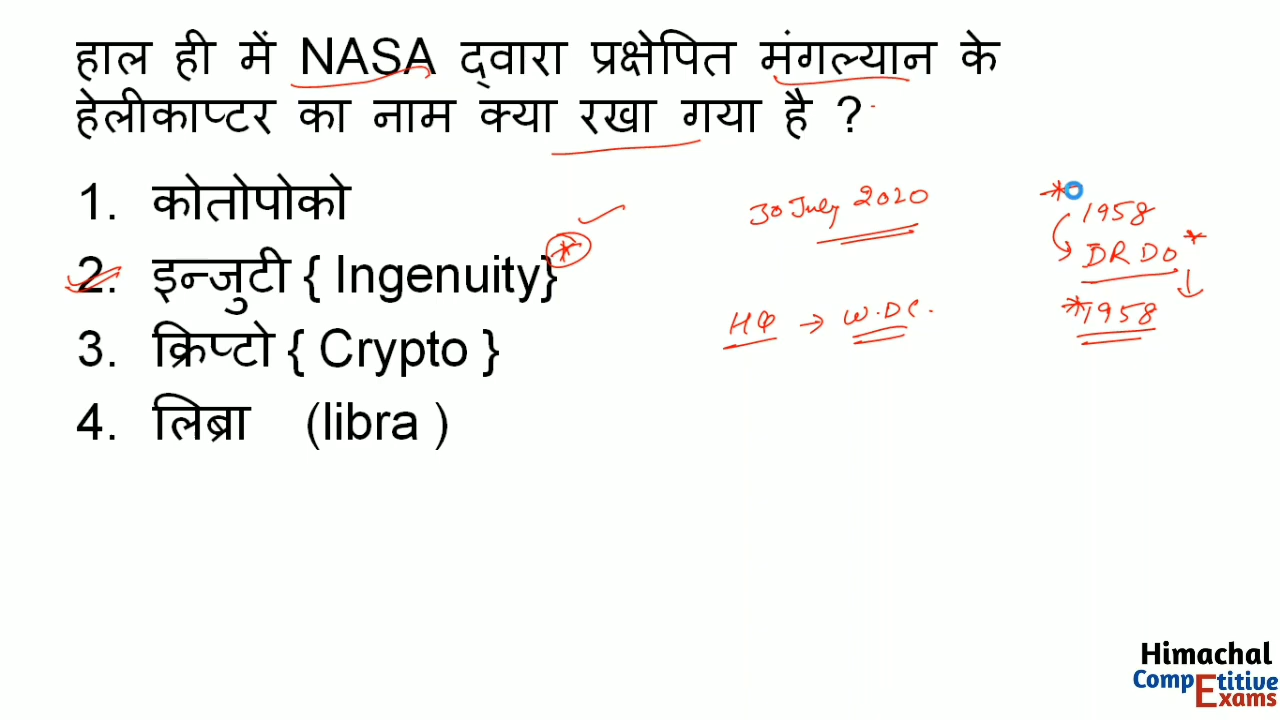 हाल ही में NASA द्वारा प्रक्षेपित मंगल्यान के
हेलीकाप्टर का नाम क्या रखा गया है ?
1. कोतोपोको
2. इन्जुटी { Ingenuity}
3. क्रिप्टो { Crypto }
4. लिब्रा (libra )
30 July 2020
HQ → W.DC.
1958
DRDO
1958
Himachal
Competitive
Exams